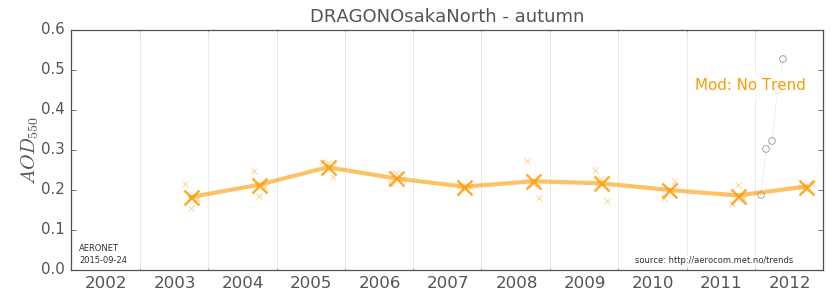 DRAGONOsakaNorth - autumn
0.6
0.5
0.4
0.3
0.2
0.1
0.0
AOD550
Mod: No Trend
AERONET
2015-09-24
source: http://aerocom.met.no/trends
2002 2003 2004 2005 2006 2007 2008 2009 2010 2011 2012